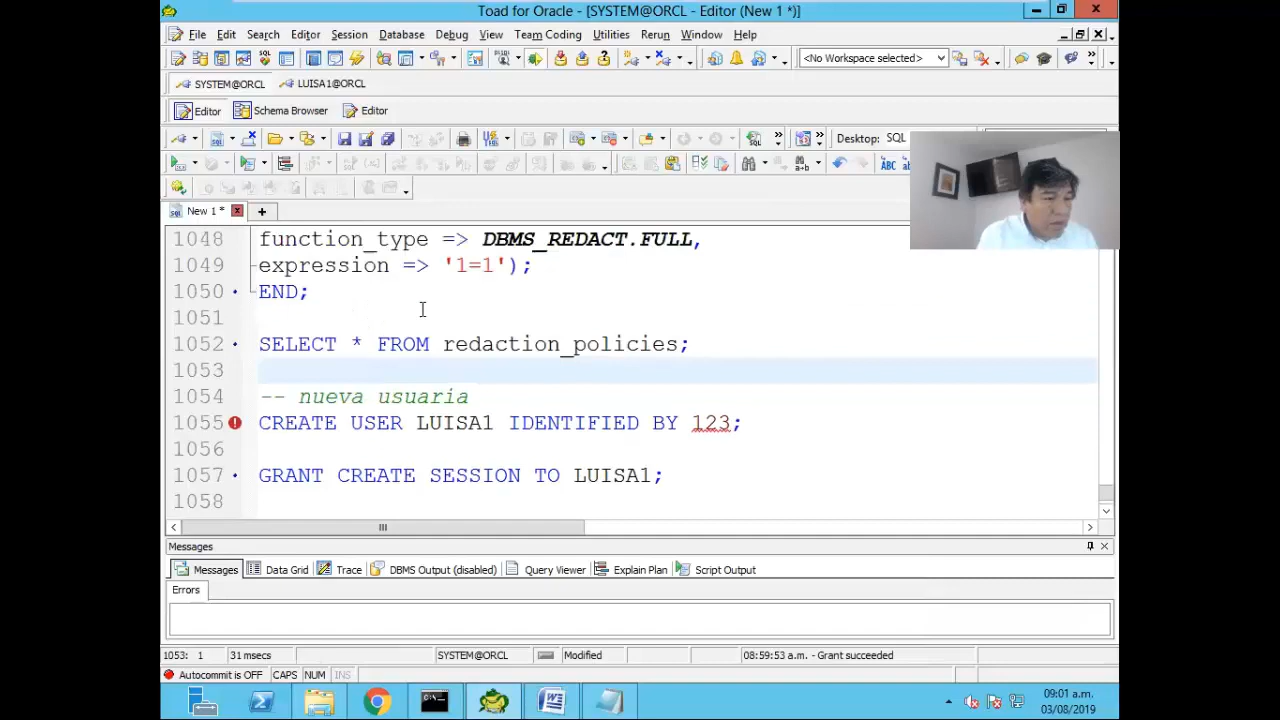 Toad for Oracle - [SYSTEM@ORCL - Editor (New 1 *)]
File Edit Search Editor Session Database Debug View Team Coding Utilities Rerun Window Help
<No Workspace selected>
SYSTEM@ORCL LUISA1@ORCL
Editor Schema Browser Editor
Desktop: SQL
New 1 *
1048 function_type => DBMS_REDACT.FULL,
1049 expression => '1=1');
1050 END;
1051
1052 SELECT * FROM redaction_policies;
1053
1054 -- nueva usuaria
1055 CREATE USER LUISA1 IDENTIFIED BY 123;
1056
1057 GRANT CREATE SESSION TO LUISA1;
1058
Messages
Messages Data Grid Trace DBMS Output (disabled) Query Viewer Explain Plan Script Output
Errors
1053: 1 31 msecs SYSTEM@ORCL Modified 08:59:53 a.m. - Grant succeeded
Autocommit is OFF CAPS NUM INS
09:01 a.m.
03/08/2019